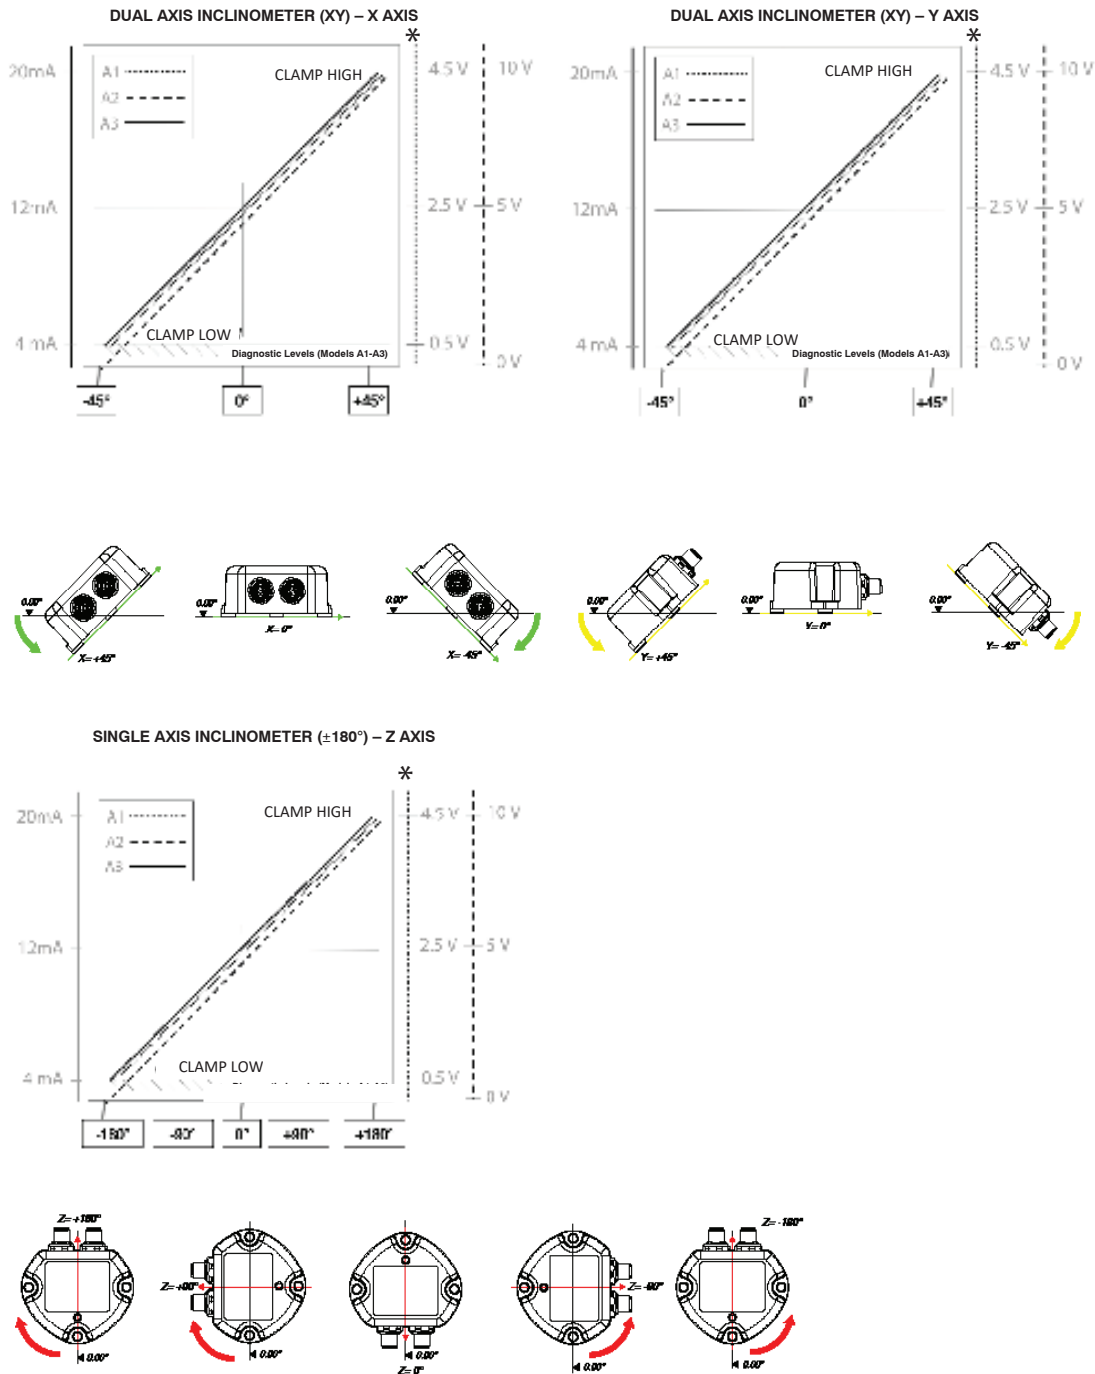 DUAL AXIS INCLINOMETER (XY) – X AXIS
*
20mA
12mA
4 mA
A1
A2
A3
CLAMP HIGH
CLAMP LOW
Diagnostic Levels (Models A1-A3)
4.5 V
10 V
2.5 V
5 V
0.5 V
0 V
-45°
0°
+45°
DUAL AXIS INCLINOMETER (XY) – Y AXIS
*
20mA
12mA
4 mA
A1
A2
A3
CLAMP HIGH
CLAMP LOW
Diagnostic Levels (Models A1-A3)
4.5 V
10 V
2.5 V
5 V
0.5 V
0 V
-45°
0°
+45°
0.00°
X= +45°
0.00°
X= 0°
0.00°
X= -45°
0.00°
Y= +45°
0.00°
Y= 0°
0.00°
Y= -45°
SINGLE AXIS INCLINOMETER (±180°) – Z AXIS
*
20mA
12mA
4 mA
A1
A2
A3
CLAMP HIGH
CLAMP LOW
4.5 V
10 V
2.5 V
5 V
0.5 V
0 V
-180°
-90°
0°
+90°
+180°
Z= +180°
0.00°
Z= +90°
0.00°
0.00°
Z= 0°
Z= -90°
0.00°
Z= -180°
0.00°